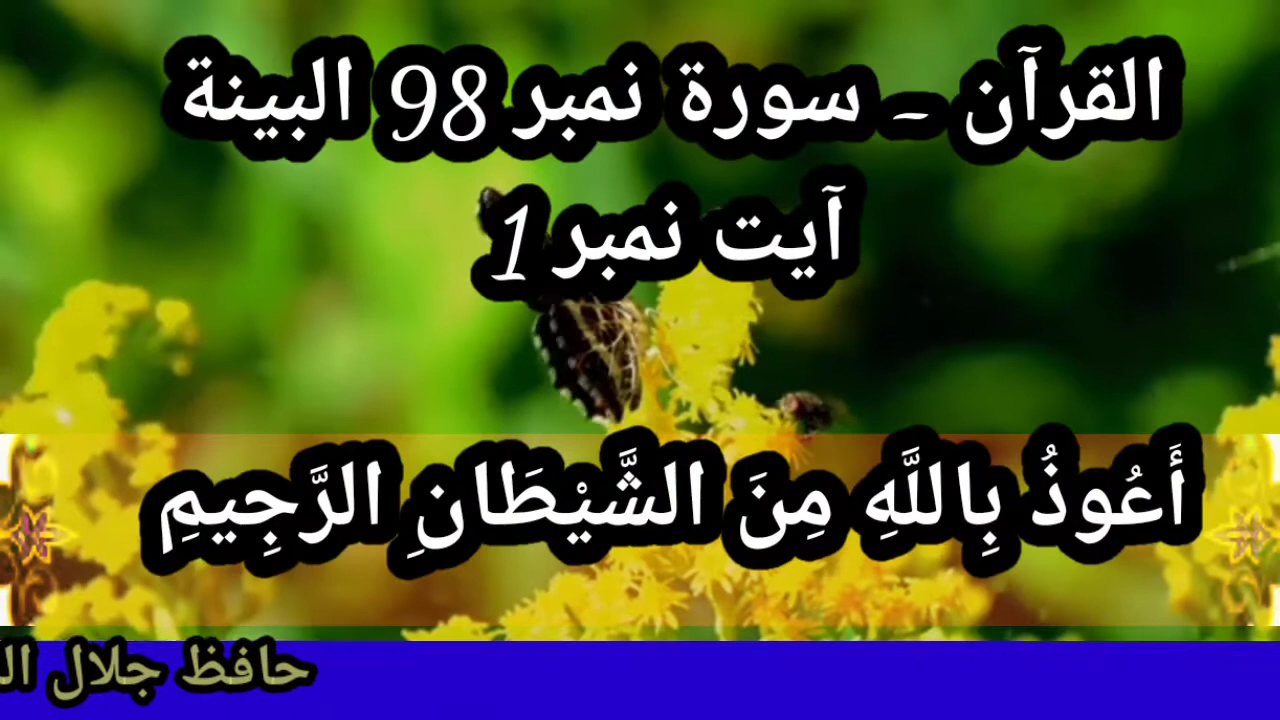 القرآن - سورة نمبر 98 البينة
آيت نمبر 1
أَعُوذُ بِاللَّهِ مِنَ الشَّيْطَانِ الرَّجِيمِ
حافظ جلال